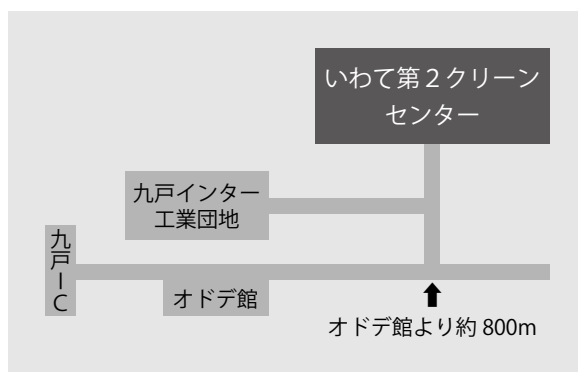 いわて第2クリーン
センター
九戸インター
工業団地
九戸IC
オドデ館
オドデ館より約 800m